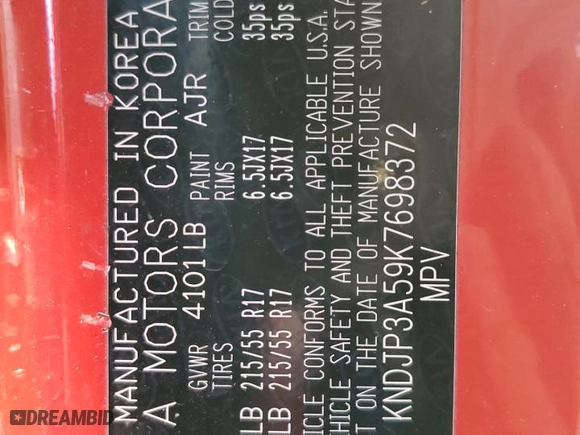 MANUFACTURED IN KOREA
A MOTORS CORPORA
GVWR 4101LB PAINT AJR TRIM
TIRES RIMS COLD
LB 215/55 R17 6.5JX17 35ps
LB 215/55 R17 6.5JX17 35ps
ICLE CONFORMS TO ALL APPLICABLE U.S.A.
EHICLE SAFETY AND THEFT PREVENTION STA
T ON THE DATE OF MANUFACTURE SHOWN
KNDJP3A59K7698372
MPV
DREAMBID